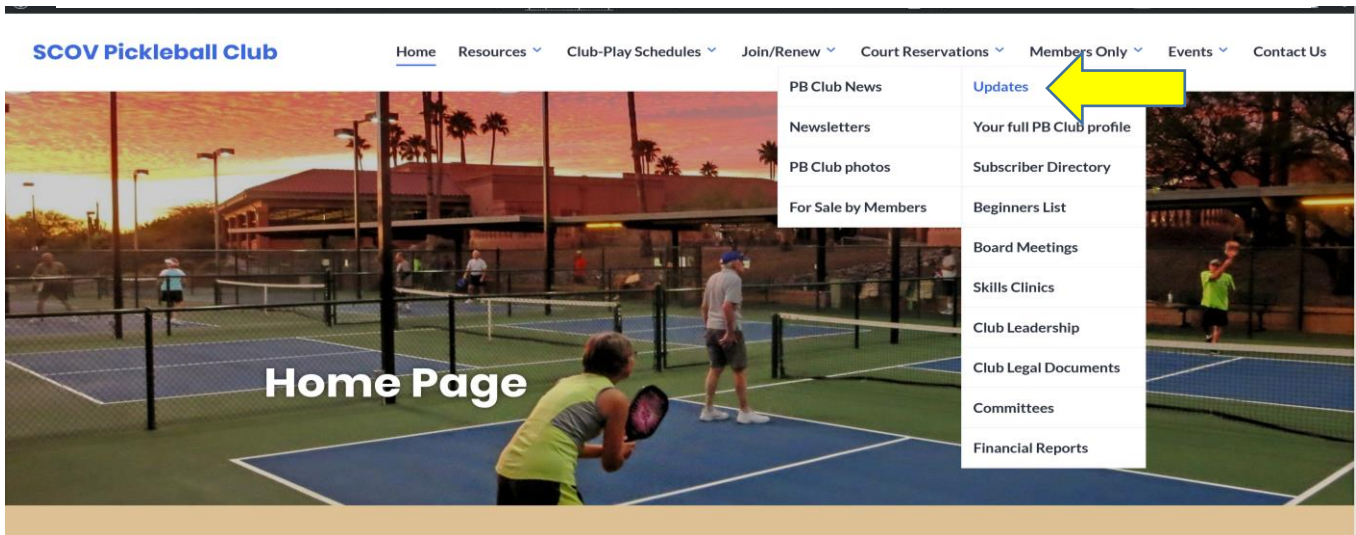 SCOV Pickleball Club
Home Resources Club-Play Schedules Join/Renew Court Reservations Members Only Events Contact Us
PB Club News
Newsletters
PB Club photos
For Sale by Members
Updates
Your full PB Club profile
Subscriber Directory
Beginners List
Board Meetings
Skills Clinics
Club Leadership
Club Legal Documents
Committees
Financial Reports
Home Page